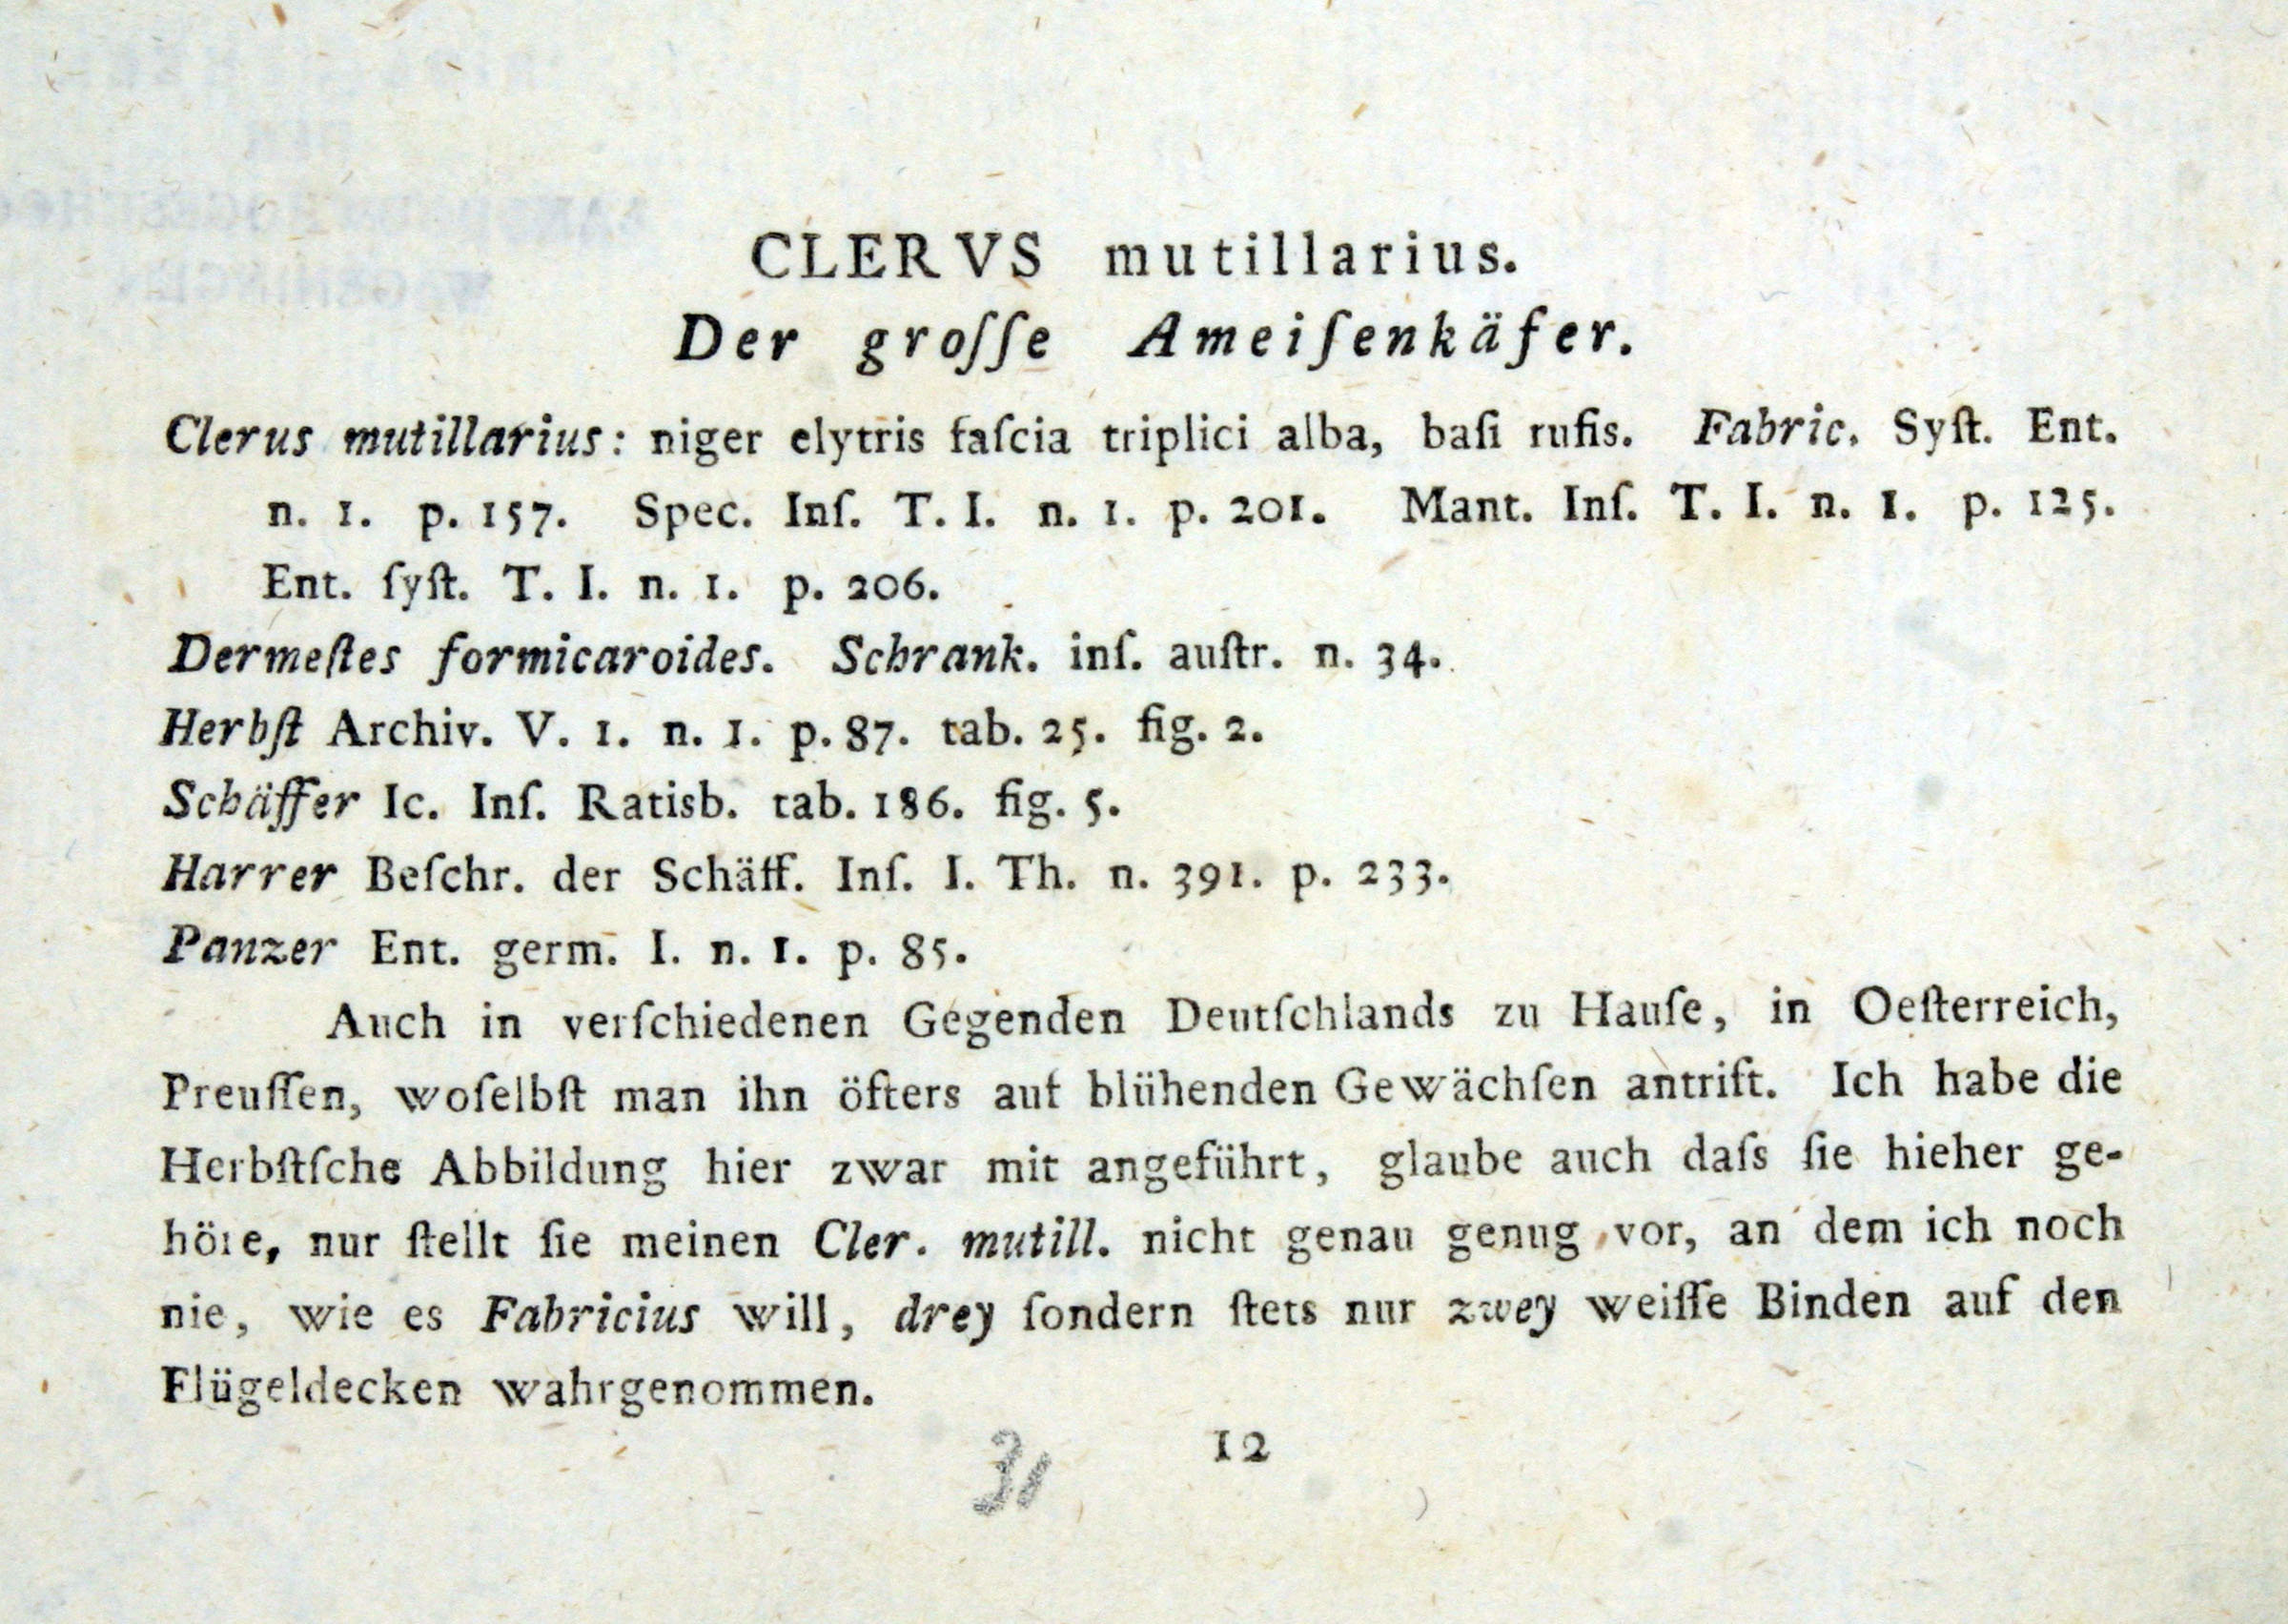 CLERVS mutillarius.
Der groſſe Ameiſenkäfer.
Clerus mutillarius: niger elytris faſcia triplici alba, baſi rufis. Fabric. Syſt. Ent.
n. 1. p. 157. Spec. Inſ. T. I. n. 1. p. 201. Mant. Inſ. T. I. n. 1. p. 125.
Ent. ſyſt. T. I. n. 1. p. 206.
Dermeſtes formicaroides. Schrank. inſ. auſtr. n. 34.
Herbſt Archiv. V. 1. n. 1. p. 87. tab. 25. fig. 2.
Schäffer Ic. Inſ. Ratisb. tab. 186. fig. 5.
Harrer Beſchr. der Schäff. Inſ. I. Th. n. 391. p. 233.
Panzer Ent. germ. I. n. 1. p. 85.
Auch in verſchiedenen Gegenden Deutſchlands zu Hauſe, in Oeſterreich,
Preuſſen, woſelbſt man ihn öfters auf blühenden Gewächſen antrift. Ich habe die
Herbſtſche Abbildung hier zwar mit angeführt, glaube auch daſs ſie hieher ge-
höre, nur ſtellt ſie meinen Cler. mutill. nicht genau genug vor, an dem ich noch
nie, wie es Fabricius will, drey ſondern ſtets nur zwey weiſſe Binden auf den
Flügeldecken wahrgenommen.
12
31